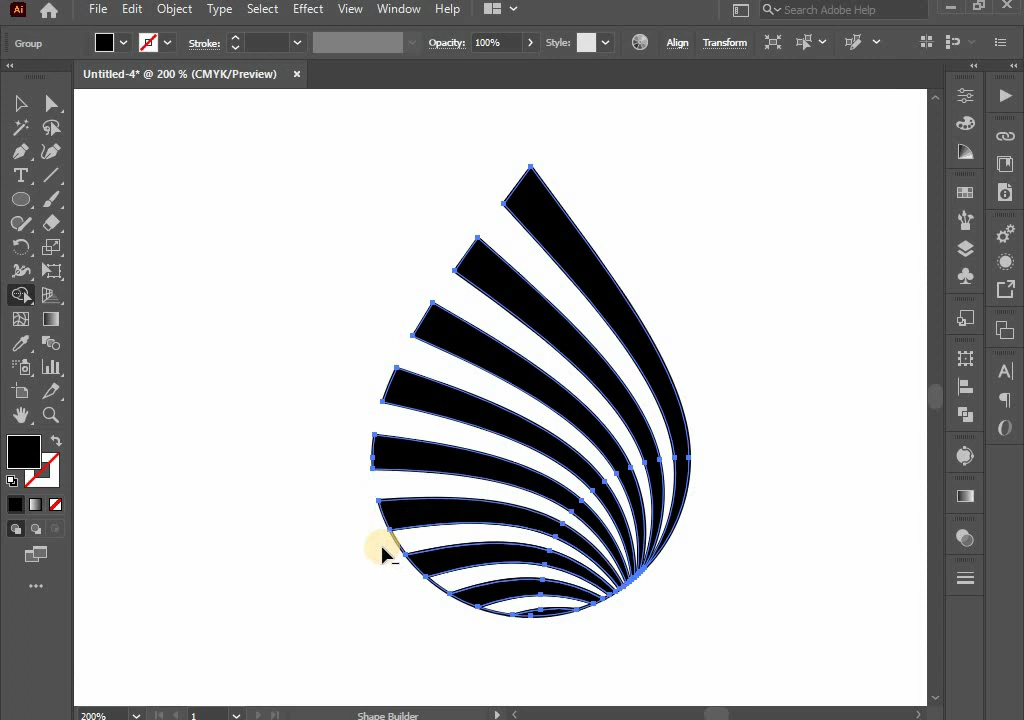 Ai File Edit Object Type Select Effect View Window Help Search Adobe Help
Group Stroke: Opacity: 100% Style: Align Transform
Untitled-4* @ 200 % (CMYK/Preview) ×
200% 1 Shape Builder